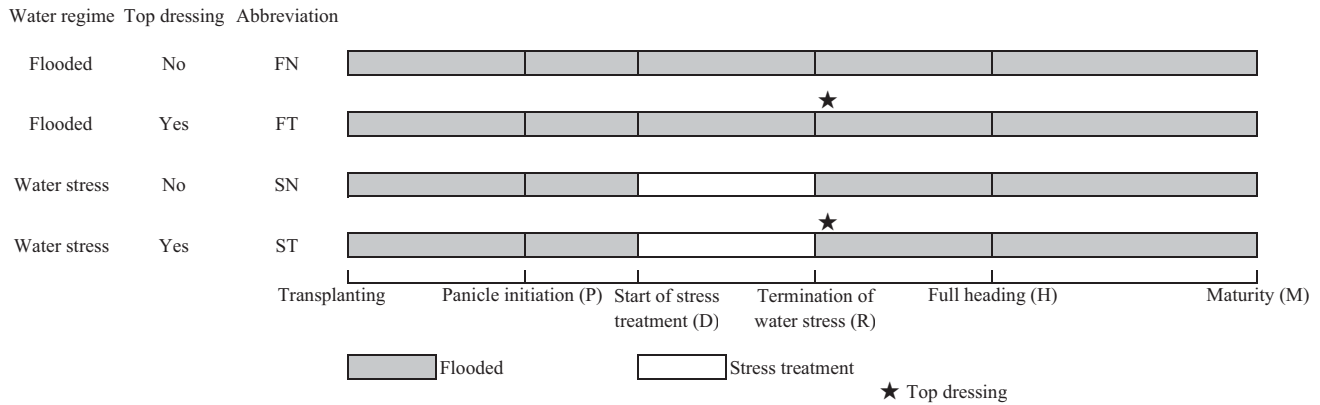 Water regime Top dressing Abbreviation
Flooded No FN
Flooded Yes FT
Water stress No SN
Water stress Yes ST
Transplanting Panicle initiation (P) Start of stress treatment (D) Termination of water stress (R) Full heading (H) Maturity (M)
Flooded Stress treatment
★ Top dressing